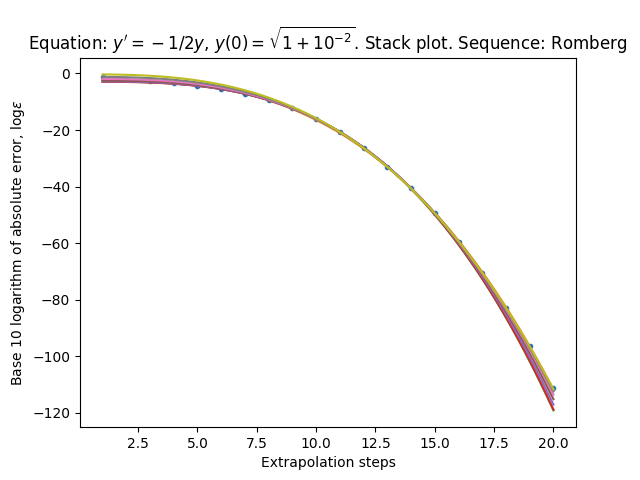 Equation: $y' = -1/2y$, $y(0) = \sqrt{1 + 10^{-2}}$. Stack plot. Sequence: Romberg
Base 10 logarithm of absolute error, logε
0
−20
−40
−60
−80
−100
−120
2.5 5.0 7.5 10.0 12.5 15.0 17.5 20.0
Extrapolation steps